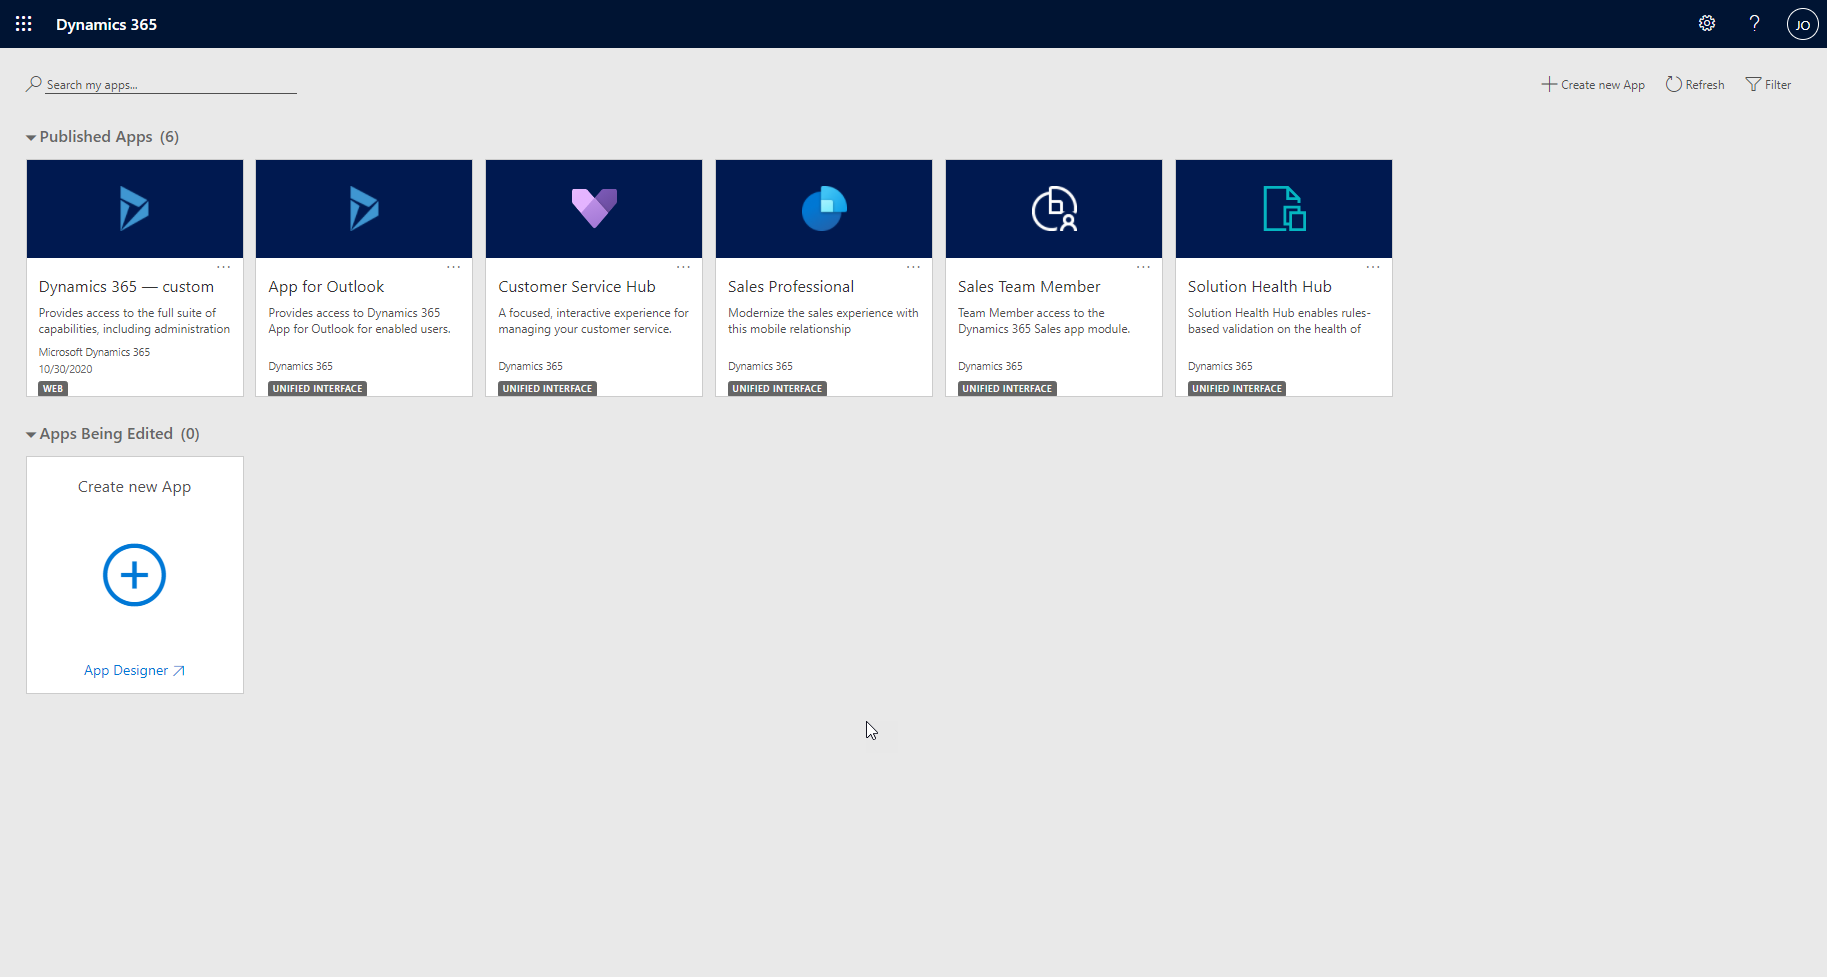 Dynamics 365
JO
Search my apps...
Create new App
Refresh
Filter
Published Apps (6)
Dynamics 365 — custom
Provides access to the full suite of
capabilities, including administration
Microsoft Dynamics 365
10/30/2020
WEB
App for Outlook
Provides access to Dynamics 365
App for Outlook for enabled users.
Dynamics 365
UNIFIED INTERFACE
Customer Service Hub
A focused, interactive experience for
managing your customer service.
Dynamics 365
UNIFIED INTERFACE
Sales Professional
Modernize the sales experience with
this mobile relationship
Dynamics 365
UNIFIED INTERFACE
Sales Team Member
Team Member access to the
Dynamics 365 Sales app module.
Dynamics 365
UNIFIED INTERFACE
Solution Health Hub
Solution Health Hub enables rules-
based validation on the health of
Dynamics 365
UNIFIED INTERFACE
Apps Being Edited (0)
Create new App
App Designer